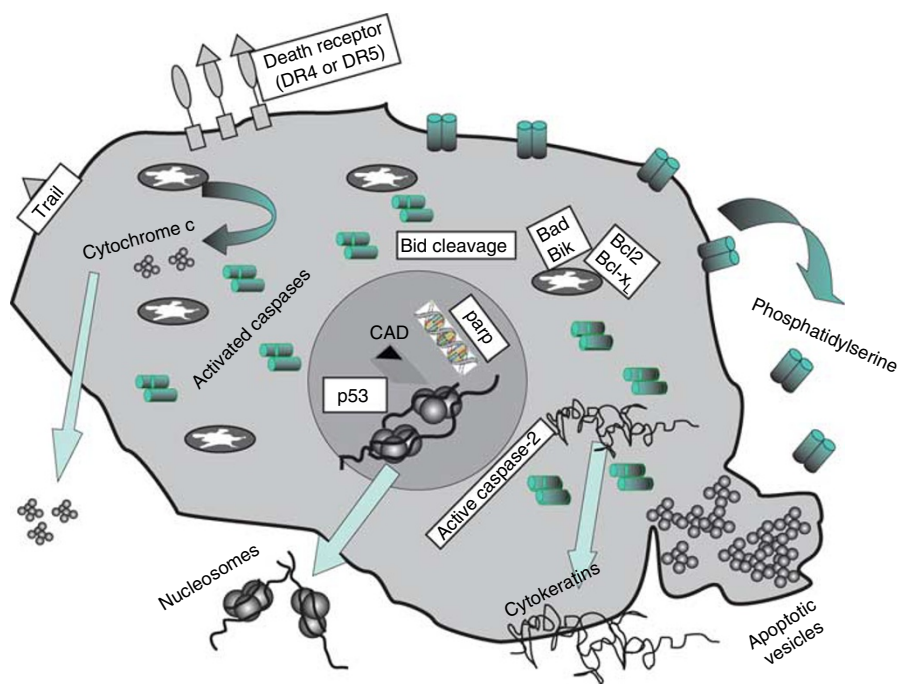 Death receptor
(DR4 or DR5)
Trail
Cytochrome c
Bid cleavage
Bad
Bik
Bcl2
Bcl-xL
Activated caspases
CAD
parp
p53
Phosphatidylserine
Active caspase-2
Nucleosomes
Cytokeratins
Apoptotic
vesicles